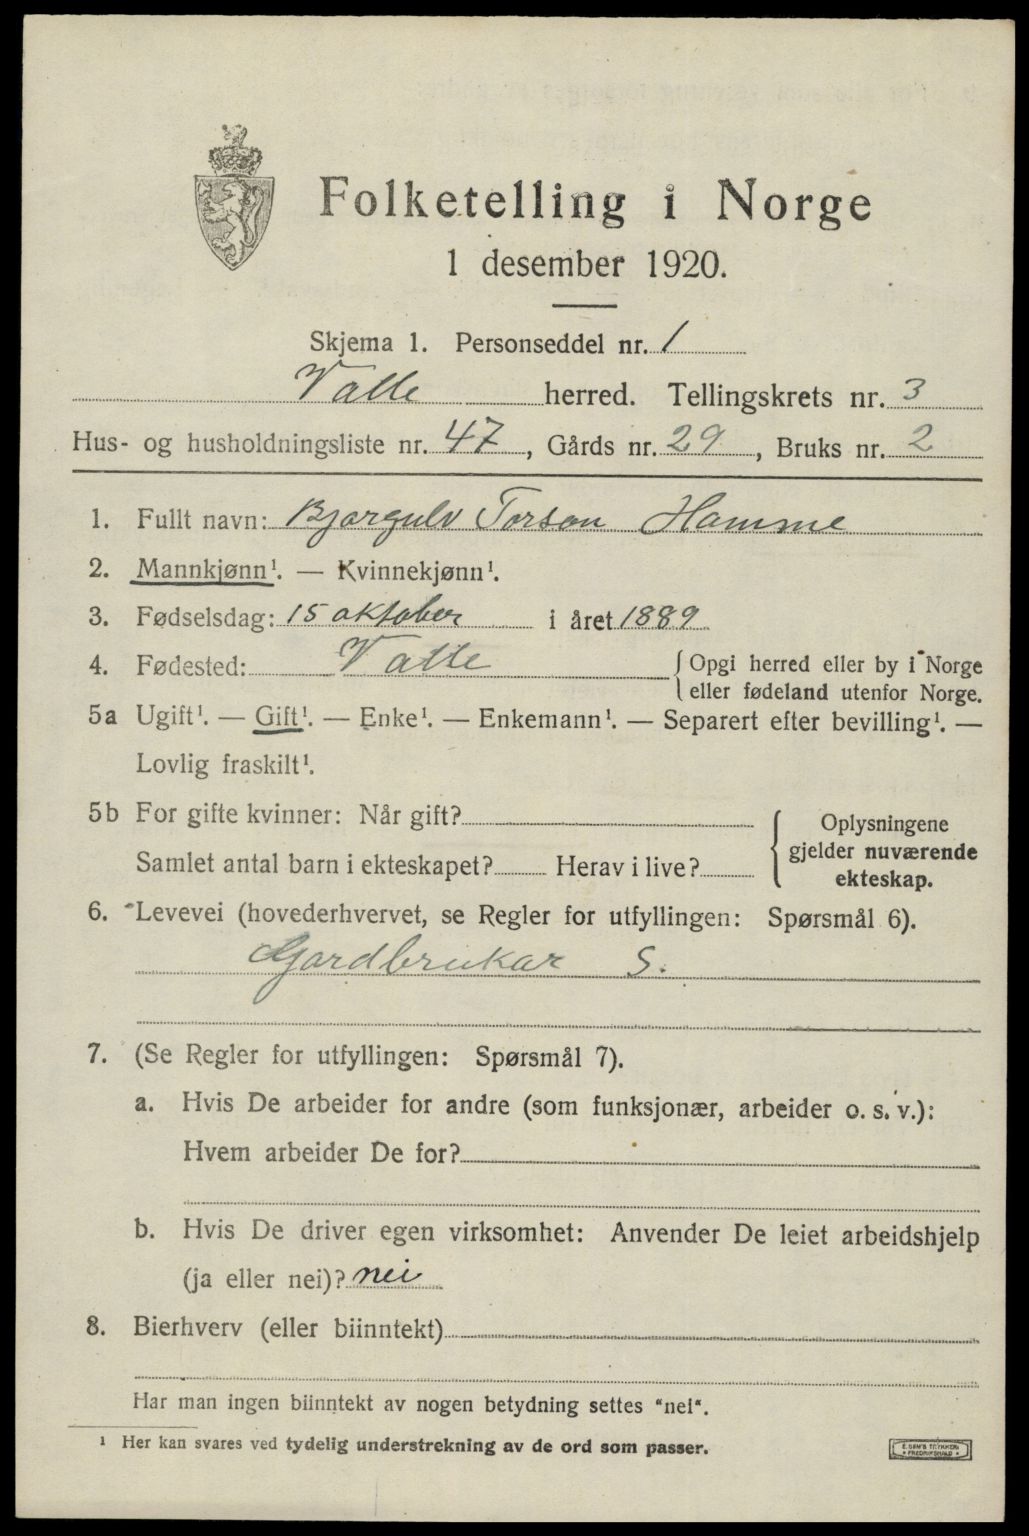 Folketelling i Norge
1 desember 1920.
Skjema 1. Personseddel nr. 1
Valle herred. Tellingskrets nr. 3
Hus- og husholdningsliste nr. 47, Gårds nr. 29, Bruks nr. 2
1. Fullt navn: Bjorgulv Torson Homme
2. Mannkjønn¹. — Kvinnekjønn¹.
3. Fødselsdag: 15 oktober i året 1889
4. Fødested: Valle { Opgi herred eller by i Norge
eller fødeland utenfor Norge.
5a Ugift¹. — Gift¹. — Enke¹. — Enkemann¹. — Separert efter bevilling¹. —
Lovlig fraskilt¹.
5b For gifte kvinner: Når gift?
Samlet antal barn i ekteskapet? Herav i live?
Oplysningene
gjelder nuværende
ekteskap.
6. Levevei (hovederhvervet, se Regler for utfyllingen: Spørsmål 6).
Gardbrukar S.
7. (Se Regler for utfyllingen: Spørsmål 7).
a. Hvis De arbeider for andre (som funksjonær, arbeider o. s. v.):
Hvem arbeider De for?
b. Hvis De driver egen virksomhet: Anvender De leiet arbeidshjelp
(ja eller nei)? nei
8. Bierhverv (eller biinntekt)
Har man ingen biinntekt av nogen betydning settes "nei".
¹ Her kan svares ved tydelig understrekning av de ord som passer.
E. SEM'S TRYKKERI
FREDRIKSHALD